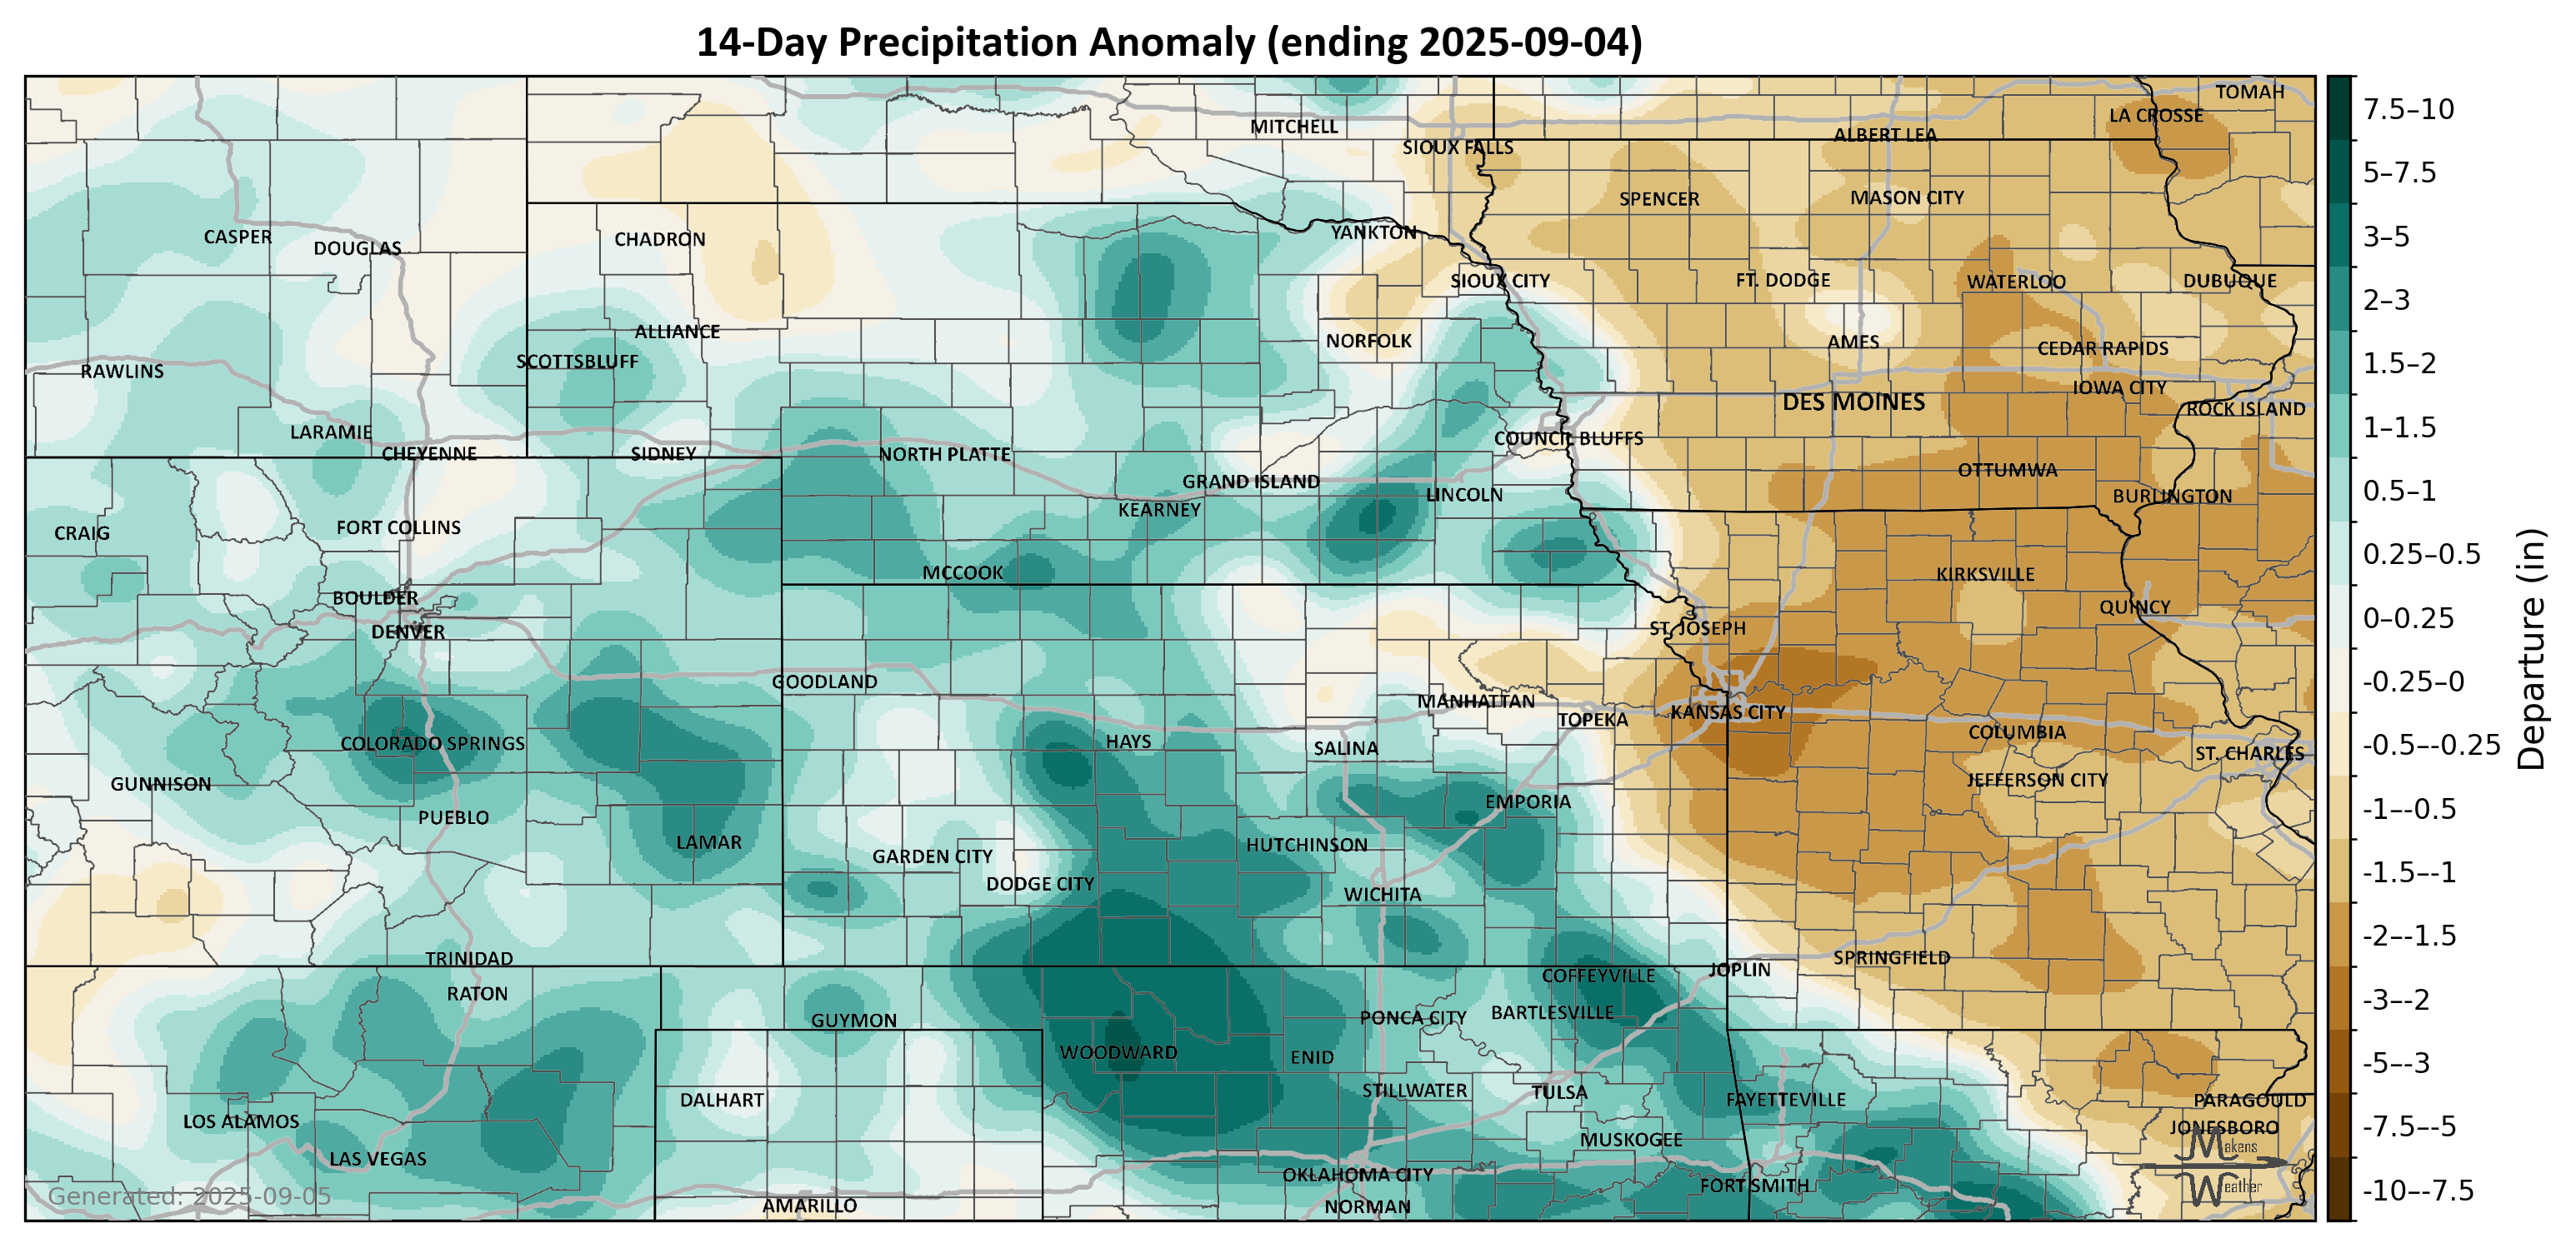 14-Day Precipitation Anomaly (ending 2025-09-04)
TOMAH
LA CROSSE
MITCHELL
ALBERT LEA
SIOUX FALLS
SPENCER
MASON CITY
CASPER
DOUGLAS
CHADRON
YANKTON
SIOUX CITY
FT. DODGE
WATERLOO
DUBUQUE
ALLIANCE
NORFOLK
AMES
CEDAR RAPIDS
SCOTTSBLUFF
RAWLINS
IOWA CITY
DES MOINES
ROCK ISLAND
LARAMIE
COUNCIL BLUFFS
CHEYENNE
SIDNEY
NORTH PLATTE
OTTUMWA
GRAND ISLAND
LINCOLN
BURLINGTON
KEARNEY
CRAIG
FORT COLLINS
MCCOOK
KIRKSVILLE
BOULDER
QUINCY
DENVER
ST. JOSEPH
GOODLAND
MANHATTAN
KANSAS CITY
TOPEKA
COLUMBIA
COLORADO SPRINGS
HAYS
SALINA
ST. CHARLES
GUNNISON
JEFFERSON CITY
EMPORIA
PUEBLO
LAMAR
HUTCHINSON
GARDEN CITY
DODGE CITY
WICHITA
TRINIDAD
SPRINGFIELD
JOPLIN
COFFEYVILLE
RATON
GUYMON
PONCA CITY
BARTLESVILLE
WOODWARD
ENID
STILLWATER
TULSA
DALHART
FAYETTEVILLE
PARAGOULD
LOS ALAMOS
JONESBORO
MUSKOGEE
LAS VEGAS
OKLAHOMA CITY
FORT SMITH
AMARILLO
NORMAN
Generated: 2025-09-05
Makens
Weather
7.5–10
5–7.5
3–5
2–3
1.5–2
1–1.5
0.5–1
0.25–0.5
0–0.25
-0.25–0
-0.5–-0.25
-1–-0.5
-1.5–-1
-2–-1.5
-3–-2
-5–-3
-7.5–-5
-10–-7.5
Departure (in)